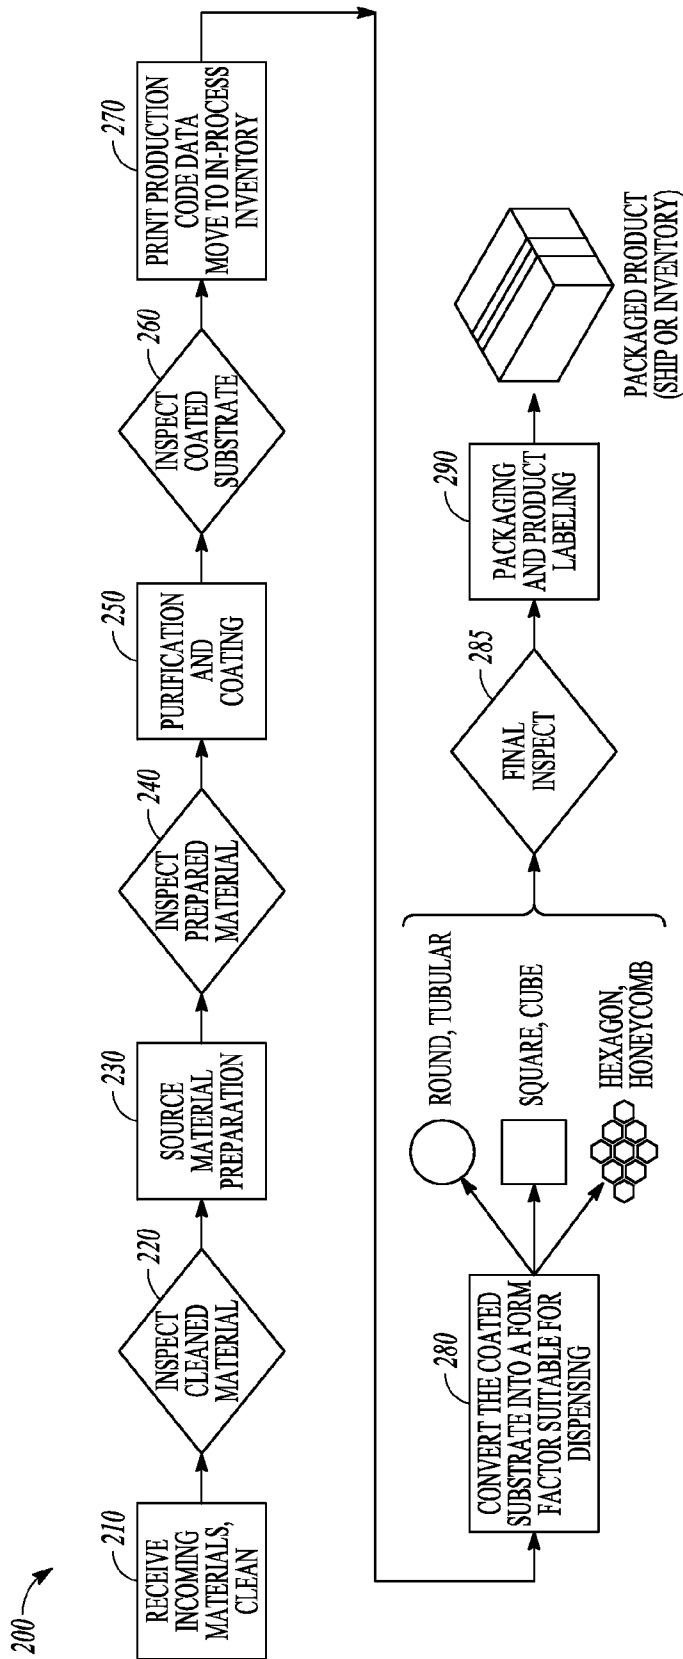 200
210
RECEIVE
INCOMING
MATERIALS,
CLEAN
220
INSPECT
CLEANED
MATERIAL
230
SOURCE
MATERIAL
PREPARATION
240
INSPECT
PREPARED
MATERIAL
250
PURIFICATION
AND
COATING
260
INSPECT
COATED
SUBSTRATE
270
PRINT PRODUCTION
CODE DATA
MOVE TO IN-PROCESS
INVENTORY
280
CONVERT THE COATED
SUBSTRATE INTO A FORM
FACTOR SUITABLE FOR
DISPENSING
ROUND, TUBULAR
SQUARE, CUBE
HEXAGON,
HONEYCOMB
285
FINAL
INSPECT
290
PACKAGING
AND PRODUCT
LABELING
PACKAGED PRODUCT
(SHIP OR INVENTORY)